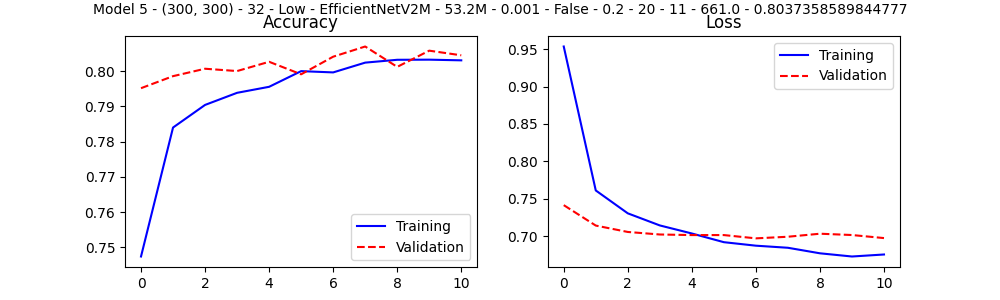 Model 5 - (300, 300) - 32 - Low - EfficientNetV2M - 53.2M - 0.001 - False - 0.2 - 20 - 11 - 661.0 - 0.8037358589844777
Accuracy
0.80
0.79
0.78
0.77
0.76
0.75
0 2 4 6 8 10
Training
Validation
Loss
0.95
0.90
0.85
0.80
0.75
0.70
0 2 4 6 8 10
Training
Validation